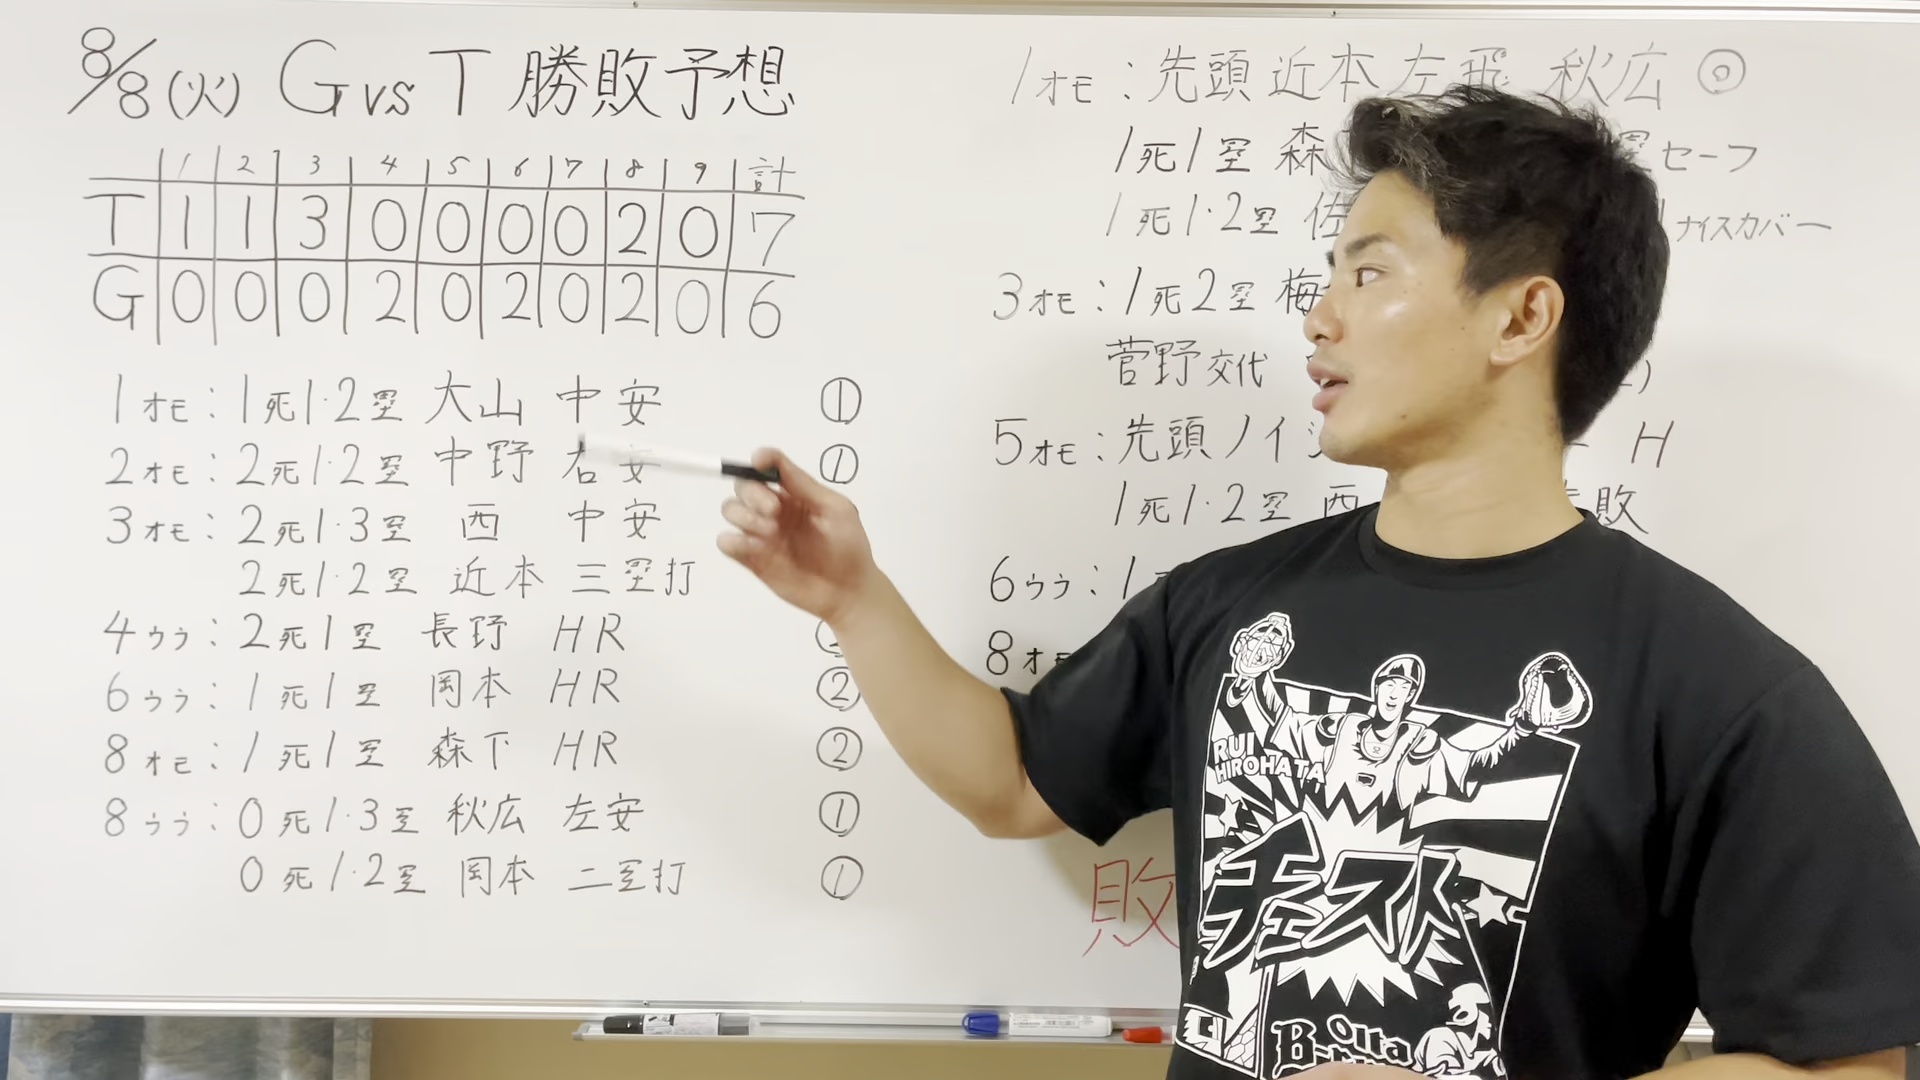 8/8(火) G vs T 勝敗予想
1 2 3 4 5 6 7 8 9 計
T 1 1 3 0 0 0 0 2 0 7
G 0 0 0 2 0 2 0 2 0 6
1オモ:1死1·2塁 大山 中安 ①
2オモ:2死1·2塁 中野 右安 ①
3オモ:2死1·3塁 西 中安
2死1·2塁 近本 三塁打
4ウラ:2死1塁 長野 HR
6ウラ:1死1塁 岡本 HR ②
8オモ:1死1塁 森下 HR ②
8ウラ:0死1·3塁 秋広 左安 ①
0死1·2塁 岡本 二塁打 ①
1オモ:先頭 近本 左飛 秋広 ◎
1死1塁 森 塁セーフ
1死1·2塁 佐 ナイスカバー
3オモ:1死2塁 梅
菅野交代
5オモ:先頭ノイジ H
1死1·2塁 西 敗
6ウラ:1
8オモ
敗
RUI
HIROHATA
チェスト